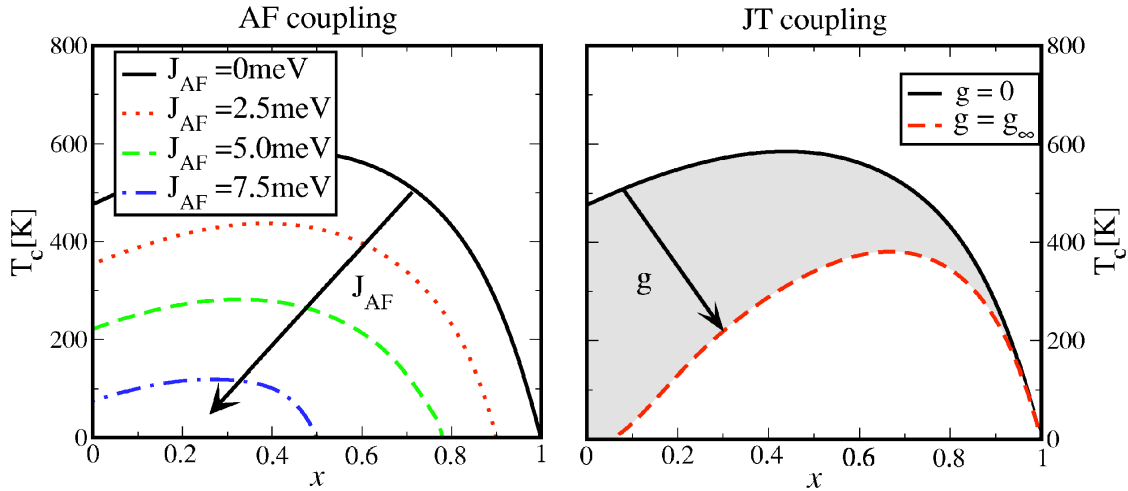 AF coupling
JT coupling
800
600
400
200
0
T_c[K]
J_AF =0meV
J_AF =2.5meV
J_AF =5.0meV
J_AF =7.5meV
J_AF
0
0.2
0.4
0.6
0.8
1
x
g = 0
g = g_∞
g
0
0.2
0.4
0.6
0.8
1
x
800
600
400
200
0
T_c[K]